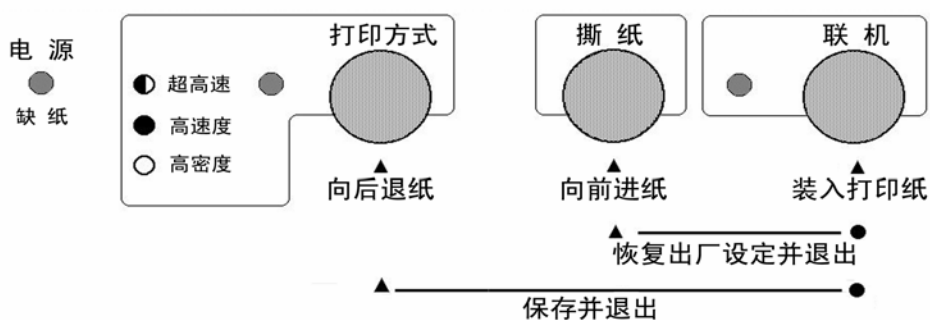 电 源
缺 纸
打印方式
超高速
高速度
高密度
向后退纸
撕 纸
向前进纸
联 机
装入打印纸
恢复出厂设定并退出
保存并退出